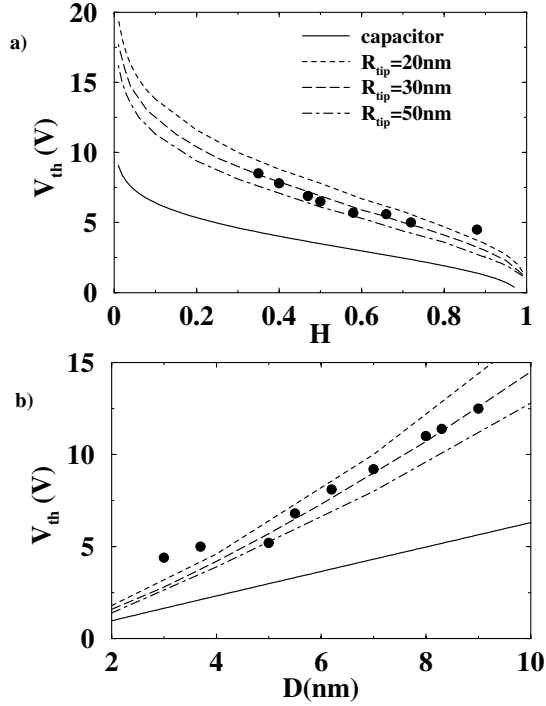 a)
20
15
10
5
0
V_th (V)
capacitor
R_tip=20nm
R_tip=30nm
R_tip=50nm
0 0.2 0.4 0.6 0.8 1
H
b)
15
10
5
0
V_th (V)
2 4 6 8 10
D(nm)